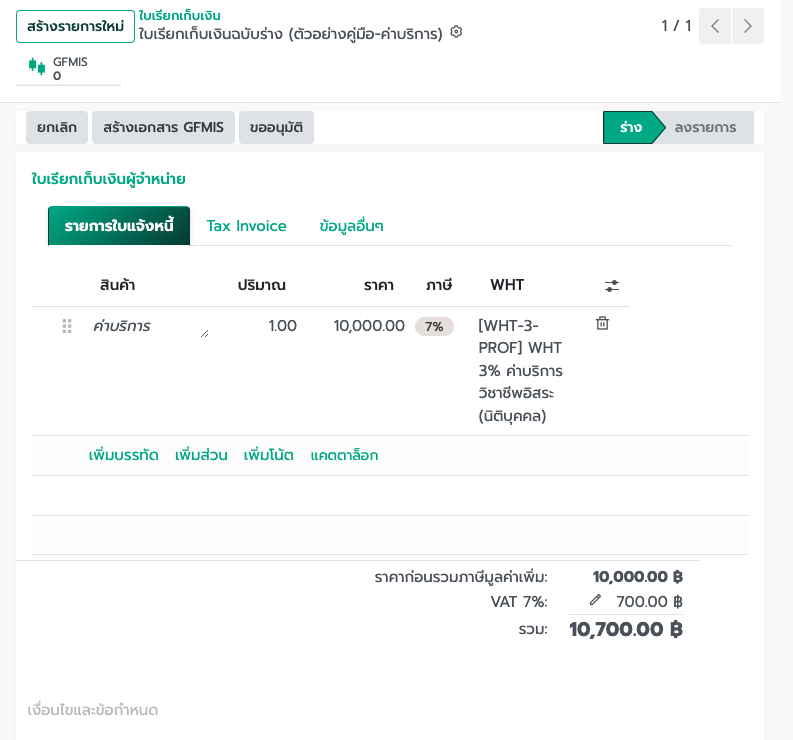 สร้างรายการใหม่
ใบเรียกเก็บเงิน
ใบเรียกเก็บเงินฉบับร่าง (ตัวอย่างคู่มือ-ค่าบริการ)
1 / 1
GFMIS
0
ยกเลิก สร้างเอกสาร GFMIS ขออนุมัติ
ร่าง ลงรายการ
ใบเรียกเก็บเงินผู้จำหน่าย
รายการใบแจ้งหนี้ Tax Invoice ข้อมูลอื่นๆ
สินค้า ปริมาณ ราคา ภาษี WHT
ค่าบริการ 1.00 10,000.00 7% [WHT-3-
PROF] WHT
3% ค่าบริการ
วิชาชีพอิสระ
(นิติบุคคล)
เพิ่มบรรทัด เพิ่มส่วน เพิ่มโน้ต แคตตาล็อก
ราคาก่อนรวมภาษีมูลค่าเพิ่ม: 10,000.00 ฿
VAT 7%: 700.00 ฿
รวม: 10,700.00 ฿
เงื่อนไขและข้อกำหนด